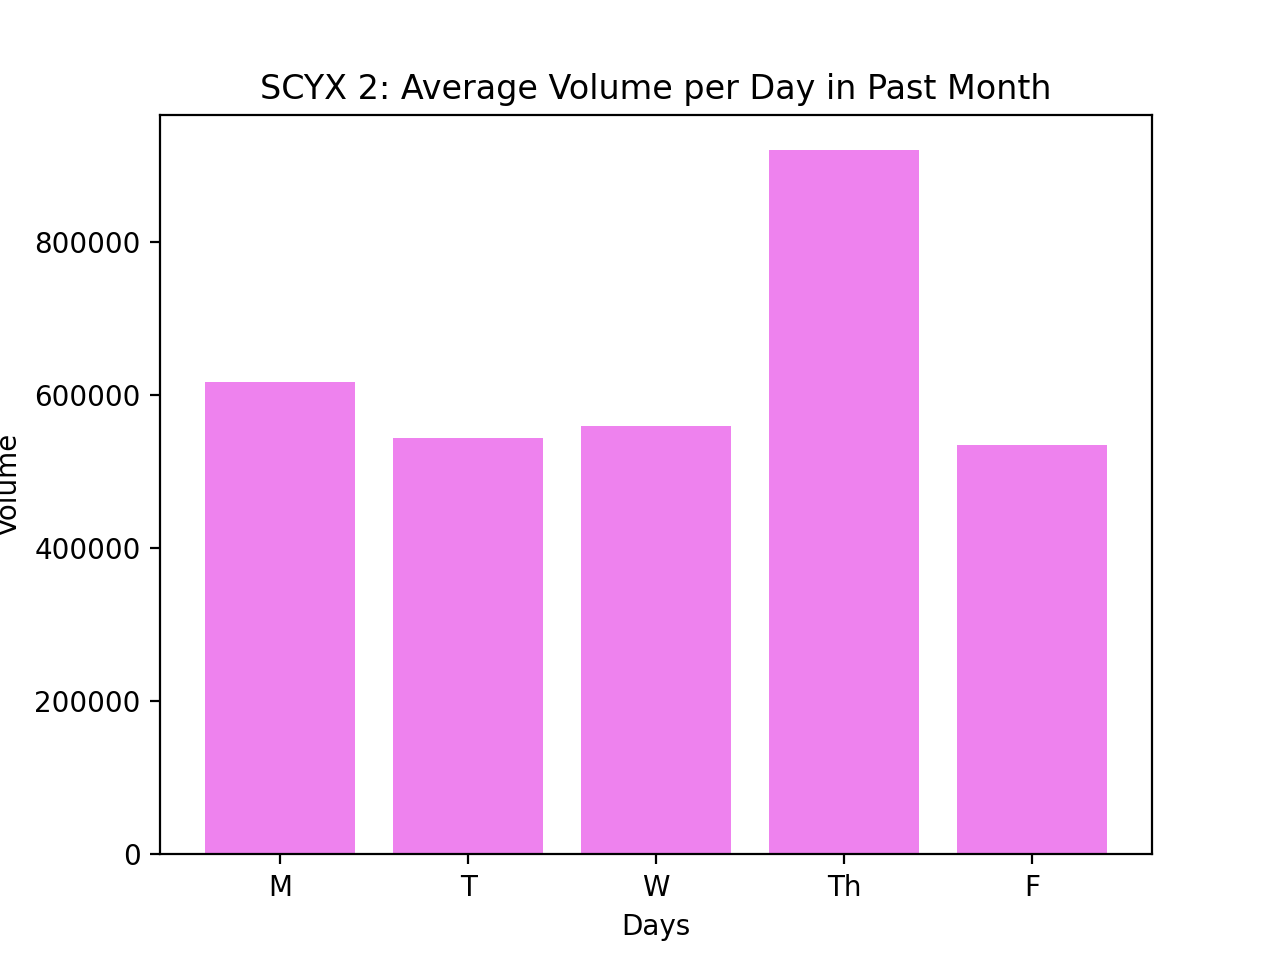 SCYX 2: Average Volume per Day in Past Month
Volume
800000
600000
400000
200000
0
M T W Th F
Days